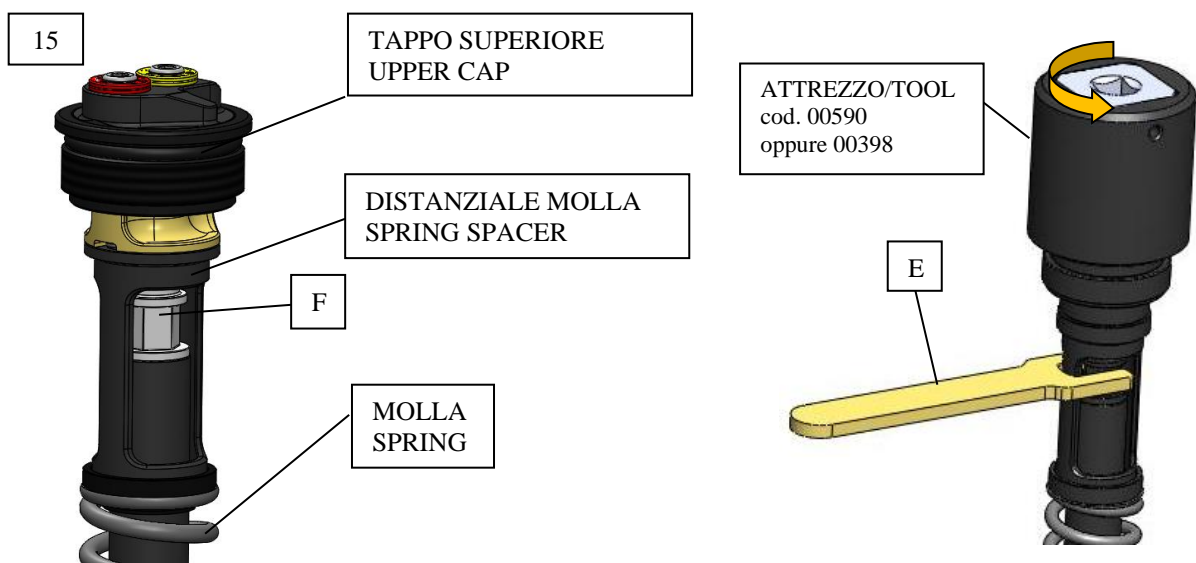 15
TAPPO SUPERIORE
UPPER CAP
DISTANZIALE MOLLA
SPRING SPACER
F
MOLLA
SPRING
ATTREZZO/TOOL
cod. 00590
oppure 00398
E